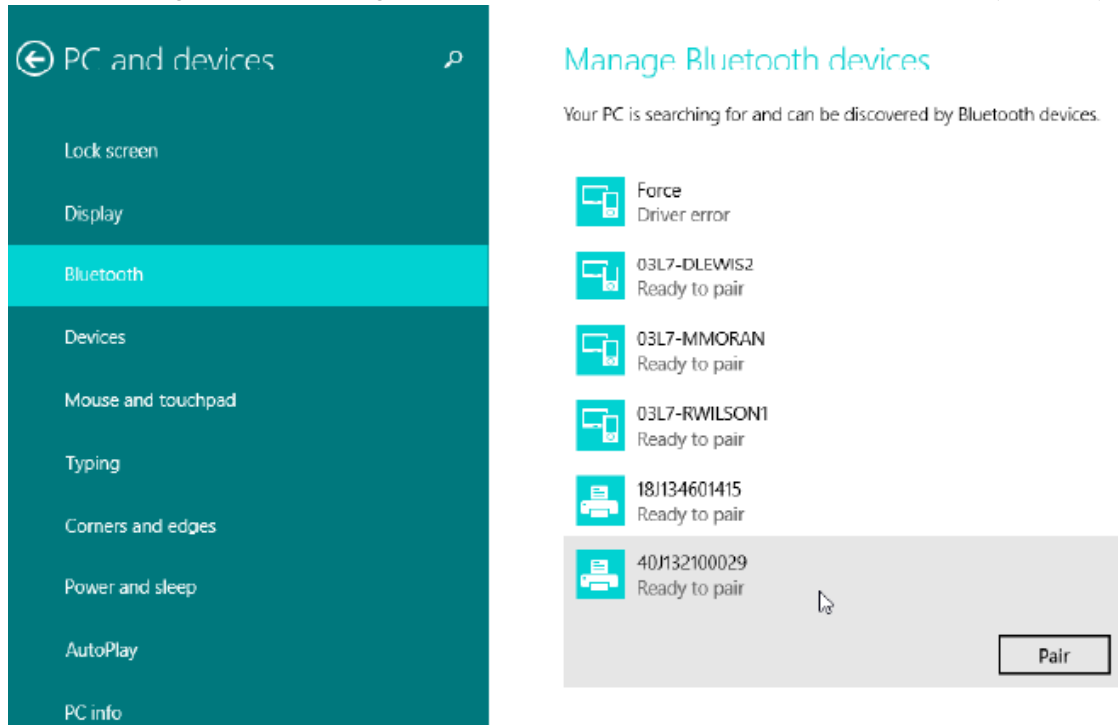 PC and devices
Lock screen
Display
Bluetooth
Devices
Mouse and touchpad
Typing
Corners and edges
Power and sleep
AutoPlay
PC info
Manage Bluetooth devices
Your PC is searching for and can be discovered by Bluetooth devices.
Force
Driver error
03L7-DLEWIS2
Ready to pair
03L7-MMORAN
Ready to pair
03L7-RWILSON1
Ready to pair
18J134601415
Ready to pair
40J132100029
Ready to pair
Pair